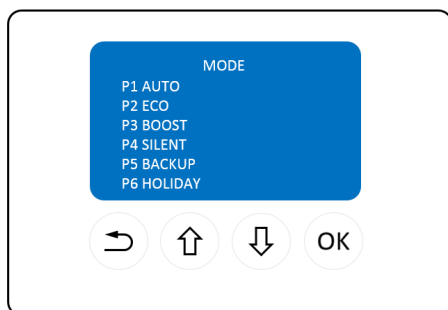 MODE
P1 AUTO
P2 ECO
P3 BOOST
P4 SILENT
P5 BACKUP
P6 HOLIDAY
OK